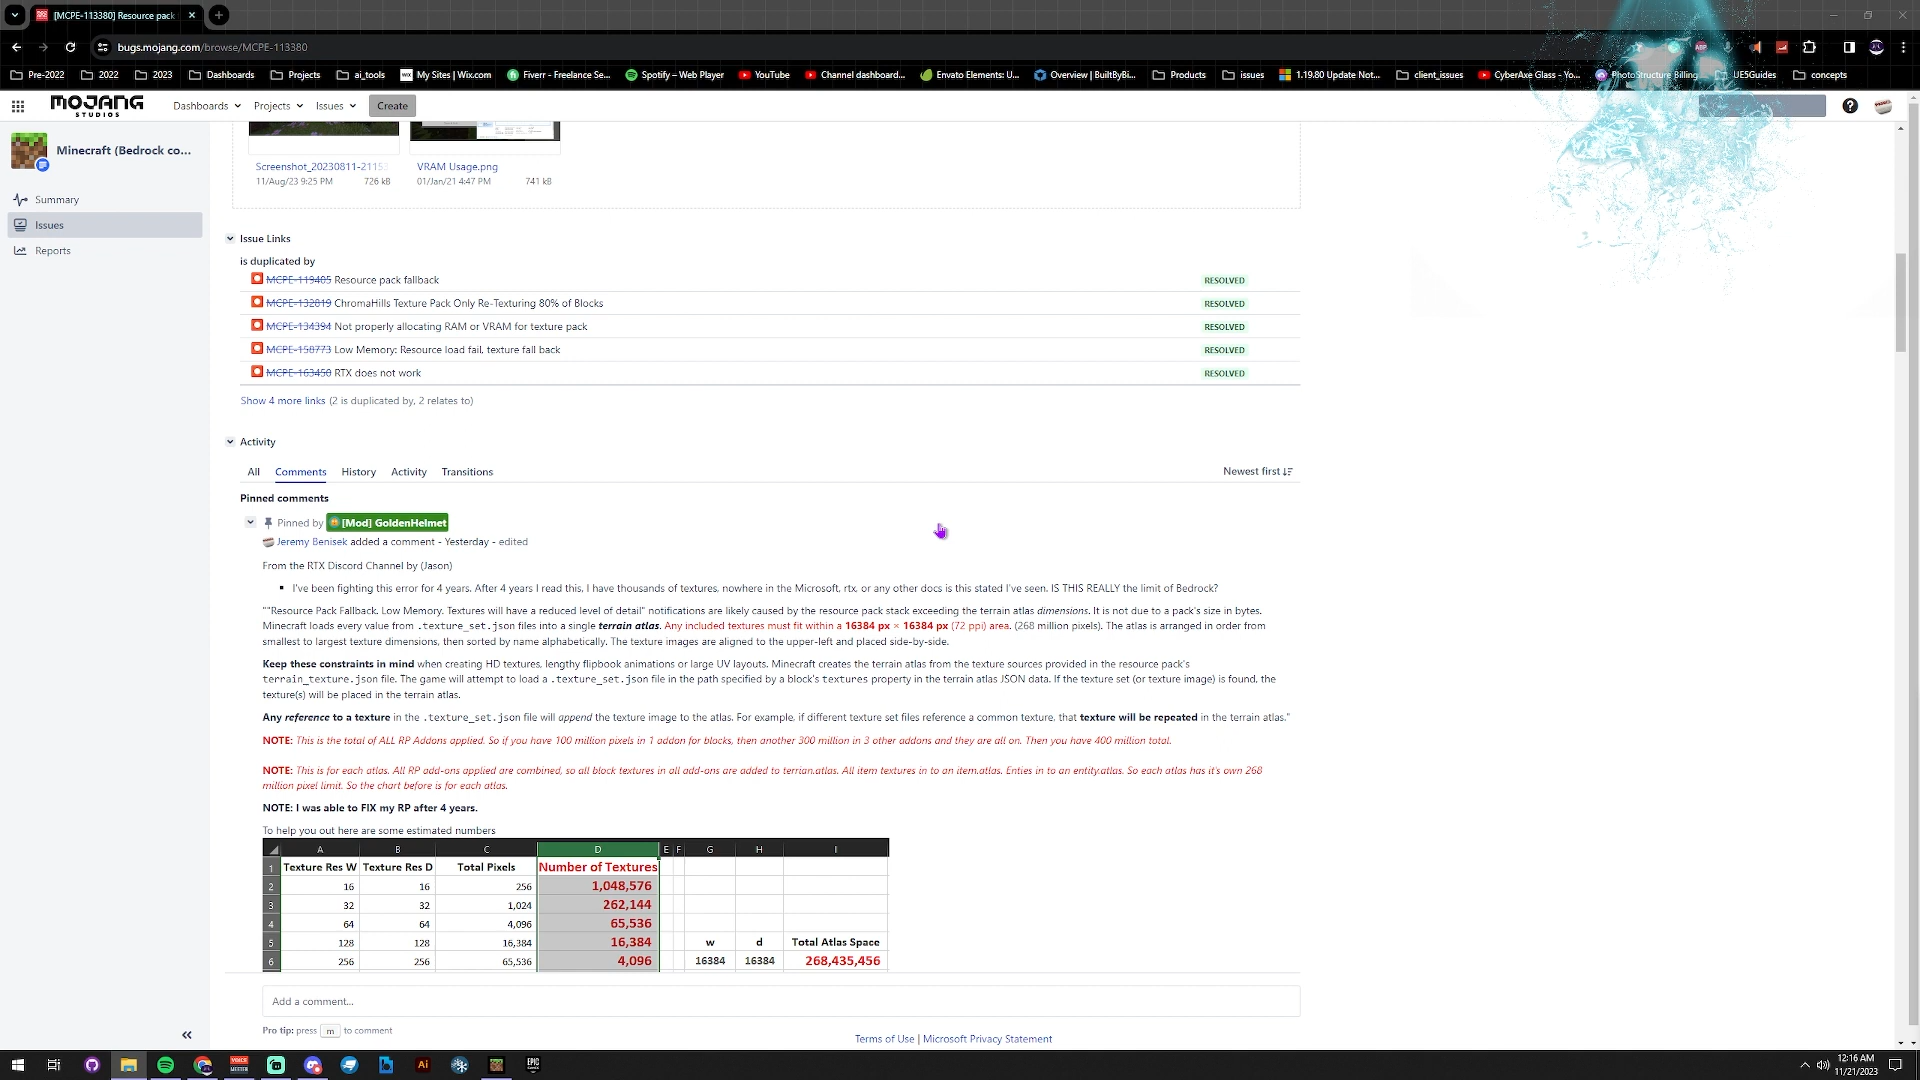 [MCPE-113380] Resource pack
bugs.mojang.com/browse/MCPE-113380
Pre-2022 2022 2023 Dashboards Projects ai_tools My Sites | Wix.com Fiverr - Freelance Se... Spotify – Web Player YouTube Channel dashboard... Envato Elements: U... Overview | BuiltByBi... Products issues 1.19.80 Update Not... client_issues CyberAxe Glass - Yo... PhotoStructure Billing... UE5Guides concepts
MOJANG
STUDIOS
Dashboards Projects Issues Create
Minecraft (Bedrock co...
Summary
Issues
Reports
Screenshot_20230811-21153 VRAM Usage.png
11/Aug/23 9:25 PM 726 kB 01/Jan/21 4:47 PM 741 kB
Issue Links
is duplicated by
MCPE-119405 Resource pack fallback RESOLVED
MCPE-132819 ChromaHills Texture Pack Only Re-Texturing 80% of Blocks RESOLVED
MCPE-134394 Not properly allocating RAM or VRAM for texture pack RESOLVED
MCPE-158773 Low Memory: Resource load fail, texture fall back RESOLVED
MCPE-163450 RTX does not work RESOLVED
Show 4 more links (2 is duplicated by, 2 relates to)
Activity
All Comments History Activity Transitions Newest first
Pinned comments
Pinned by [Mod] GoldenHelmet
Jeremy Benisek added a comment - Yesterday - edited
From the RTX Discord Channel by (Jason)
▪ I've been fighting this error for 4 years. After 4 years I read this, I have thousands of textures, nowhere in the Microsoft, rtx, or any other docs is this stated I've seen. IS THIS REALLY the limit of Bedrock?
""Resource Pack Fallback. Low Memory. Textures will have a reduced level of detail" notifications are likely caused by the resource pack stack exceeding the terrain atlas dimensions. It is not due to a pack's size in bytes.
Minecraft loads every value from .texture_set.json files into a single terrain atlas. Any included textures must fit within a 16384 px × 16384 px (72 ppi) area. (268 million pixels). The atlas is arranged in order from
smallest to largest texture dimensions, then sorted by name alphabetically. The texture images are aligned to the upper-left and placed side-by-side.
Keep these constraints in mind when creating HD textures, lengthy flipbook animations or large UV layouts. Minecraft creates the terrain atlas from the texture sources provided in the resource pack's
terrain_texture.json file. The game will attempt to load a .texture_set.json file in the path specified by a block's textures property in the terrain atlas JSON data. If the texture set (or texture image) is found, the
texture(s) will be placed in the terrain atlas.
Any reference to a texture in the .texture_set.json file will append the texture image to the atlas. For example, if different texture set files reference a common texture, that texture will be repeated in the terrain atlas."
NOTE: This is the total of ALL RP Addons applied. So if you have 100 million pixels in 1 addon for blocks, then another 300 million in 3 other addons and they are all on. Then you have 400 million total.
NOTE: This is for each atlas. All RP add-ons applied are combined, so all block textures in all add-ons are added to terrian.atlas. All item textures in to an item.atlas. Enties in to an entity.atlas. So each atlas has it's own 268
million pixel limit. So the chart before is for each atlas.
NOTE: I was able to FIX my RP after 4 years.
To help you out here are some estimated numbers
A B C D E F G H I
1 Texture Res W Texture Res D Total Pixels Number of Textures
2 16 16 256 1,048,576
3 32 32 1,024 262,144
4 64 64 4,096 65,536
5 128 128 16,384 16,384 w d Total Atlas Space
6 256 256 65,536 4,096 16384 16384 268,435,456
Add a comment...
Pro tip: press m to comment
Terms of Use | Microsoft Privacy Statement
12:16 AM
11/21/2023